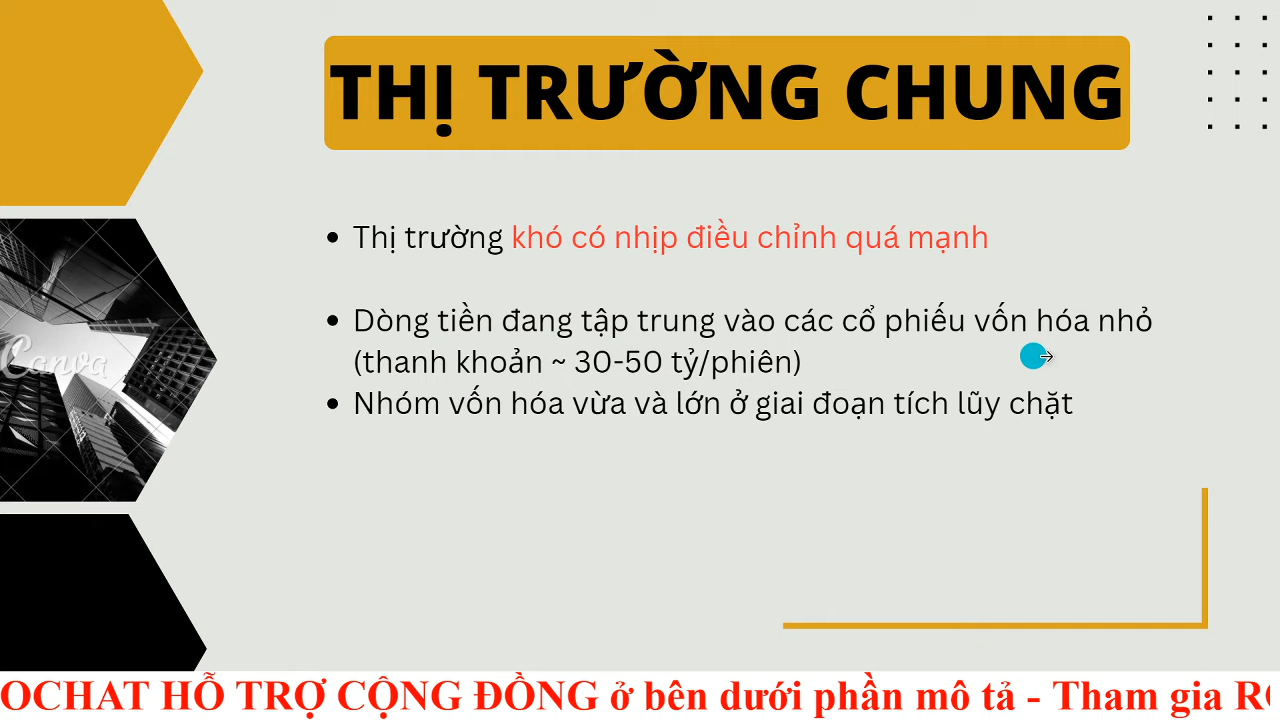 THỊ TRƯỜNG CHUNG
Thị trường khó có nhịp điều chỉnh quá mạnh
Dòng tiền đang tập trung vào các cổ phiếu vốn hóa nhỏ
(thanh khoản ~ 30-50 tỷ/phiên)
Nhóm vốn hóa vừa và lớn ở giai đoạn tích lũy chặt
Canva
OCHAT HỖ TRỢ CỘNG ĐỒNG ở bên dưới phần mô tả - Tham gia